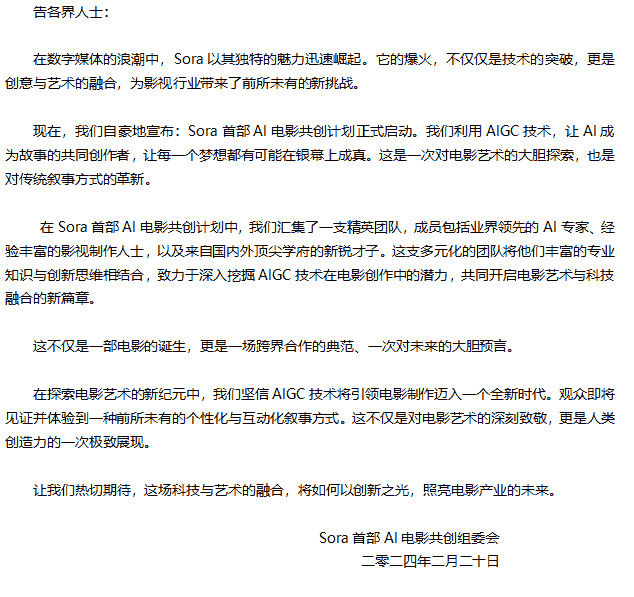 告各界人士：
在数字媒体的浪潮中，Sora 以其独特的魅力迅速崛起。它的爆火，不仅仅是技术的突破，更是
创意与艺术的融合，为影视行业带来了前所未有的新挑战。
现在，我们自豪地宣布：Sora 首部 AI 电影共创计划正式启动。我们利用 AIGC 技术，让 AI 成
为故事的共同创作者，让每一个梦想都有可能在银幕上成真。这是一次对电影艺术的大胆探索，也是
对传统叙事方式的革新。
在 Sora 首部 AI 电影共创计划中，我们汇集了一支精英团队，成员包括业界领先的 AI 专家、经
验丰富的影视制作人士，以及来自国内外顶尖学府的新锐才子。这支多元化的团队将他们丰富的专业
知识与创新思维相结合，致力于深入挖掘 AIGC 技术在电影创作中的潜力，共同开启电影艺术与科技
融合的新篇章。
这不仅是一部电影的诞生，更是一场跨界合作的典范、一次对未来的大胆预言。
在探索电影艺术的新纪元中，我们坚信 AIGC 技术将引领电影制作迈入一个全新时代。观众即将
见证并体验到一种前所未有的个性化与互动化叙事方式。这不仅是对电影艺术的深刻致敬，更是人类
创造力的一次极致展现。
让我们热切期待，这场科技与艺术的融合，将如何以创新之光，照亮电影产业的未来。
Sora 首部 AI 电影共创组委会
二零二四年二月二十日